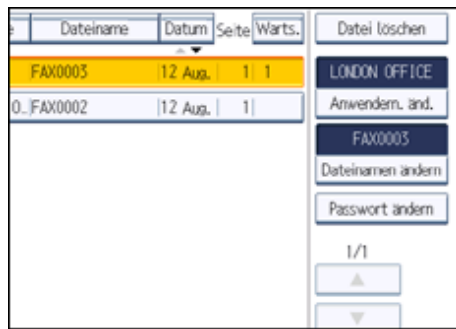 Dateiname Datum Seite Warts. Datei löschen
FAX0003 12 Aug. 1 1 LONDON OFFICE
Anwendern. änd.
0.. FAX0002 12 Aug. 1
FAX0003
Dateinamen ändern
Passwort ändern
1/1